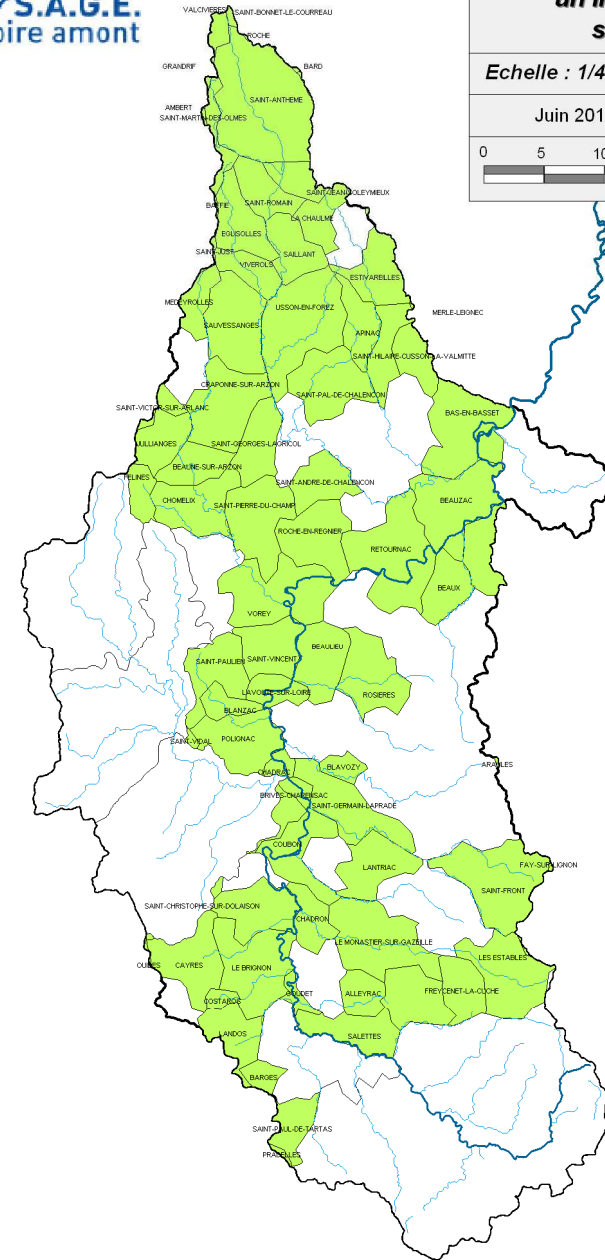 S.A.G.E.
oire amont
Echelle : 1/4
Juin 201
0 5 10
VALCIVIERES
SAINT-BONNET-LE-COURREAU
ROCHE
GRANDRIF
BARD
SAINT-ANTHEME
AMBERT
SAINT-MARTIN-DES-OLMES
SAINT-JEAN-SOLEYMIEUX
BAFFIE
SAINT-ROMAIN
LA CHAULME
EGLISOLLES
SAINT-JUST
SAILLANT
VIVEROLS
ESTIVAREILLES
MEDEYROLLES
USSON-EN-FOREZ
MERLE-LEIGNEC
SAUVESSANGES
APINAC
SAINT-HILAIRE-CUSSON-LA-VALMITTE
CRAPONNE-SUR-ARZON
SAINT-PAL-DE-CHALENCON
SAINT-VICTOR-SUR-ARLANC
BAS-EN-BASSET
JULLIANGES
SAINT-GEORGES-LAGRICOL
BEAUNE-SUR-ARZON
FELINES
SAINT-ANDRE-DE-CHALENCON
CHOMELIX
SAINT-PIERRE-DU-CHAMP
BEAUZAC
ROCHE-EN-REGNIER
RETOURNAC
BEAUX
VOREY
BEAULIEU
SAINT-PAULIEN
SAINT-VINCENT
LAVOUTE-SUR-LOIRE
ROSIERES
BLANZAC
SAINT-VIDAL
POLIGNAC
CHADRAC
BLAVOZY
ARAULES
BRIVES-CHARENSAC
SAINT-GERMAIN-LAPRADE
COUBON
LANTRIAC
FAY-SUR-LIGNON
SAINT-FRONT
SAINT-CHRISTOPHE-SUR-DOLAISON
CHADRON
LE MONASTIER-SUR-GAZEILLE
LES ESTABLES
OUIDES
CAYRES
LE BRIGNON
COSTAROS
GOUDET
ALLEYRAC
FREYCENET-LA-CUCHE
LANDOS
SALETTES
BARGES
SAINT-PAUL-DE-TARTAS
PRADELLES